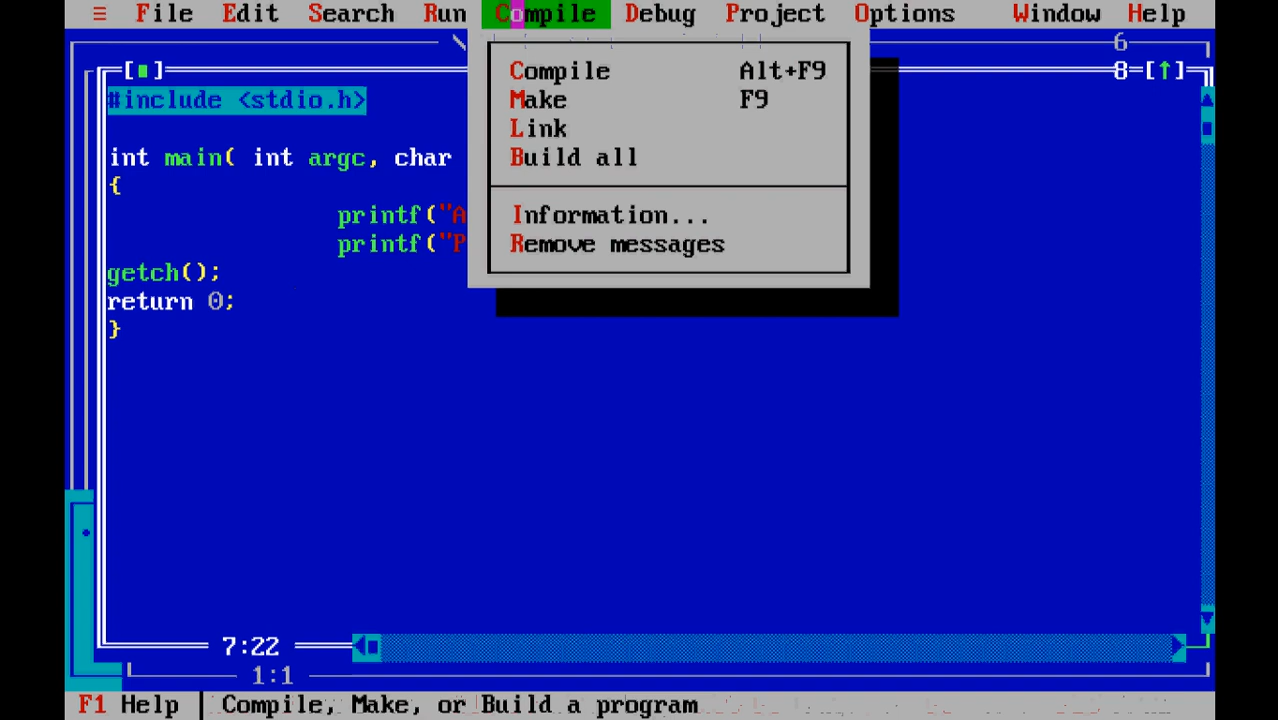 ≡ File Edit Search Run Compile Debug Project Options Window Help
6
[■] 8=[↑]
#include <stdio.h>
Compile Alt+F9
Make F9
Link
Build all
Information...
Remove messages
int main( int argc, char
{
printf("A
printf("P
getch();
return 0;
}
7:22
1:1
F1 Help │ Compile, Make, or Build a program